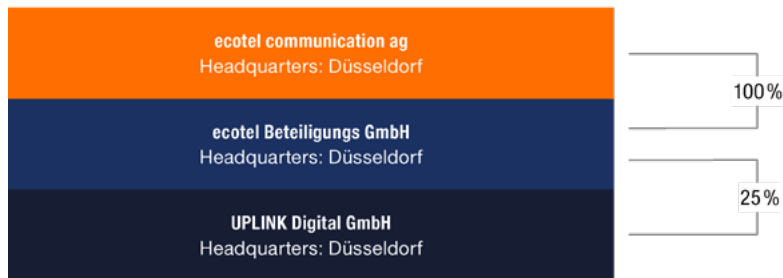 ecotel communication ag
Headquarters: Düsseldorf
100%
ecotel Beteiligungs GmbH
Headquarters: Düsseldorf
25%
UPLINK Digital GmbH
Headquarters: Düsseldorf